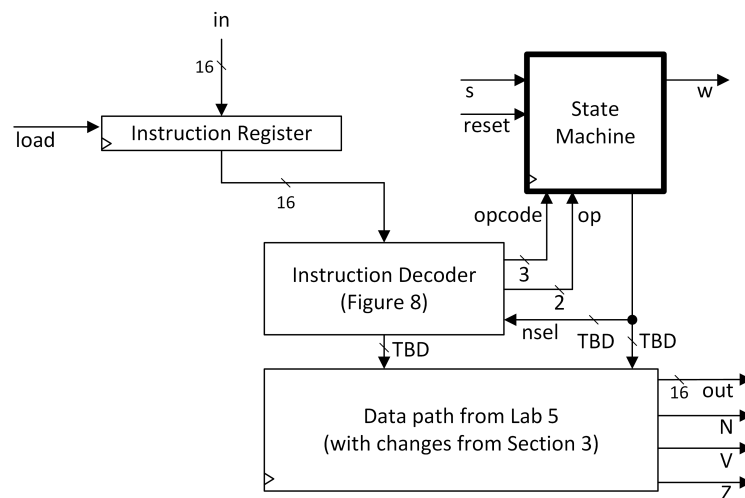 in
16
load
Instruction Register
16
s
reset
State
Machine
w
opcode
op
Instruction Decoder
(Figure 8)
3
2
nsel
TBD
TBD
TBD
Data path from Lab 5
(with changes from Section 3)
16
out
N
V
Z